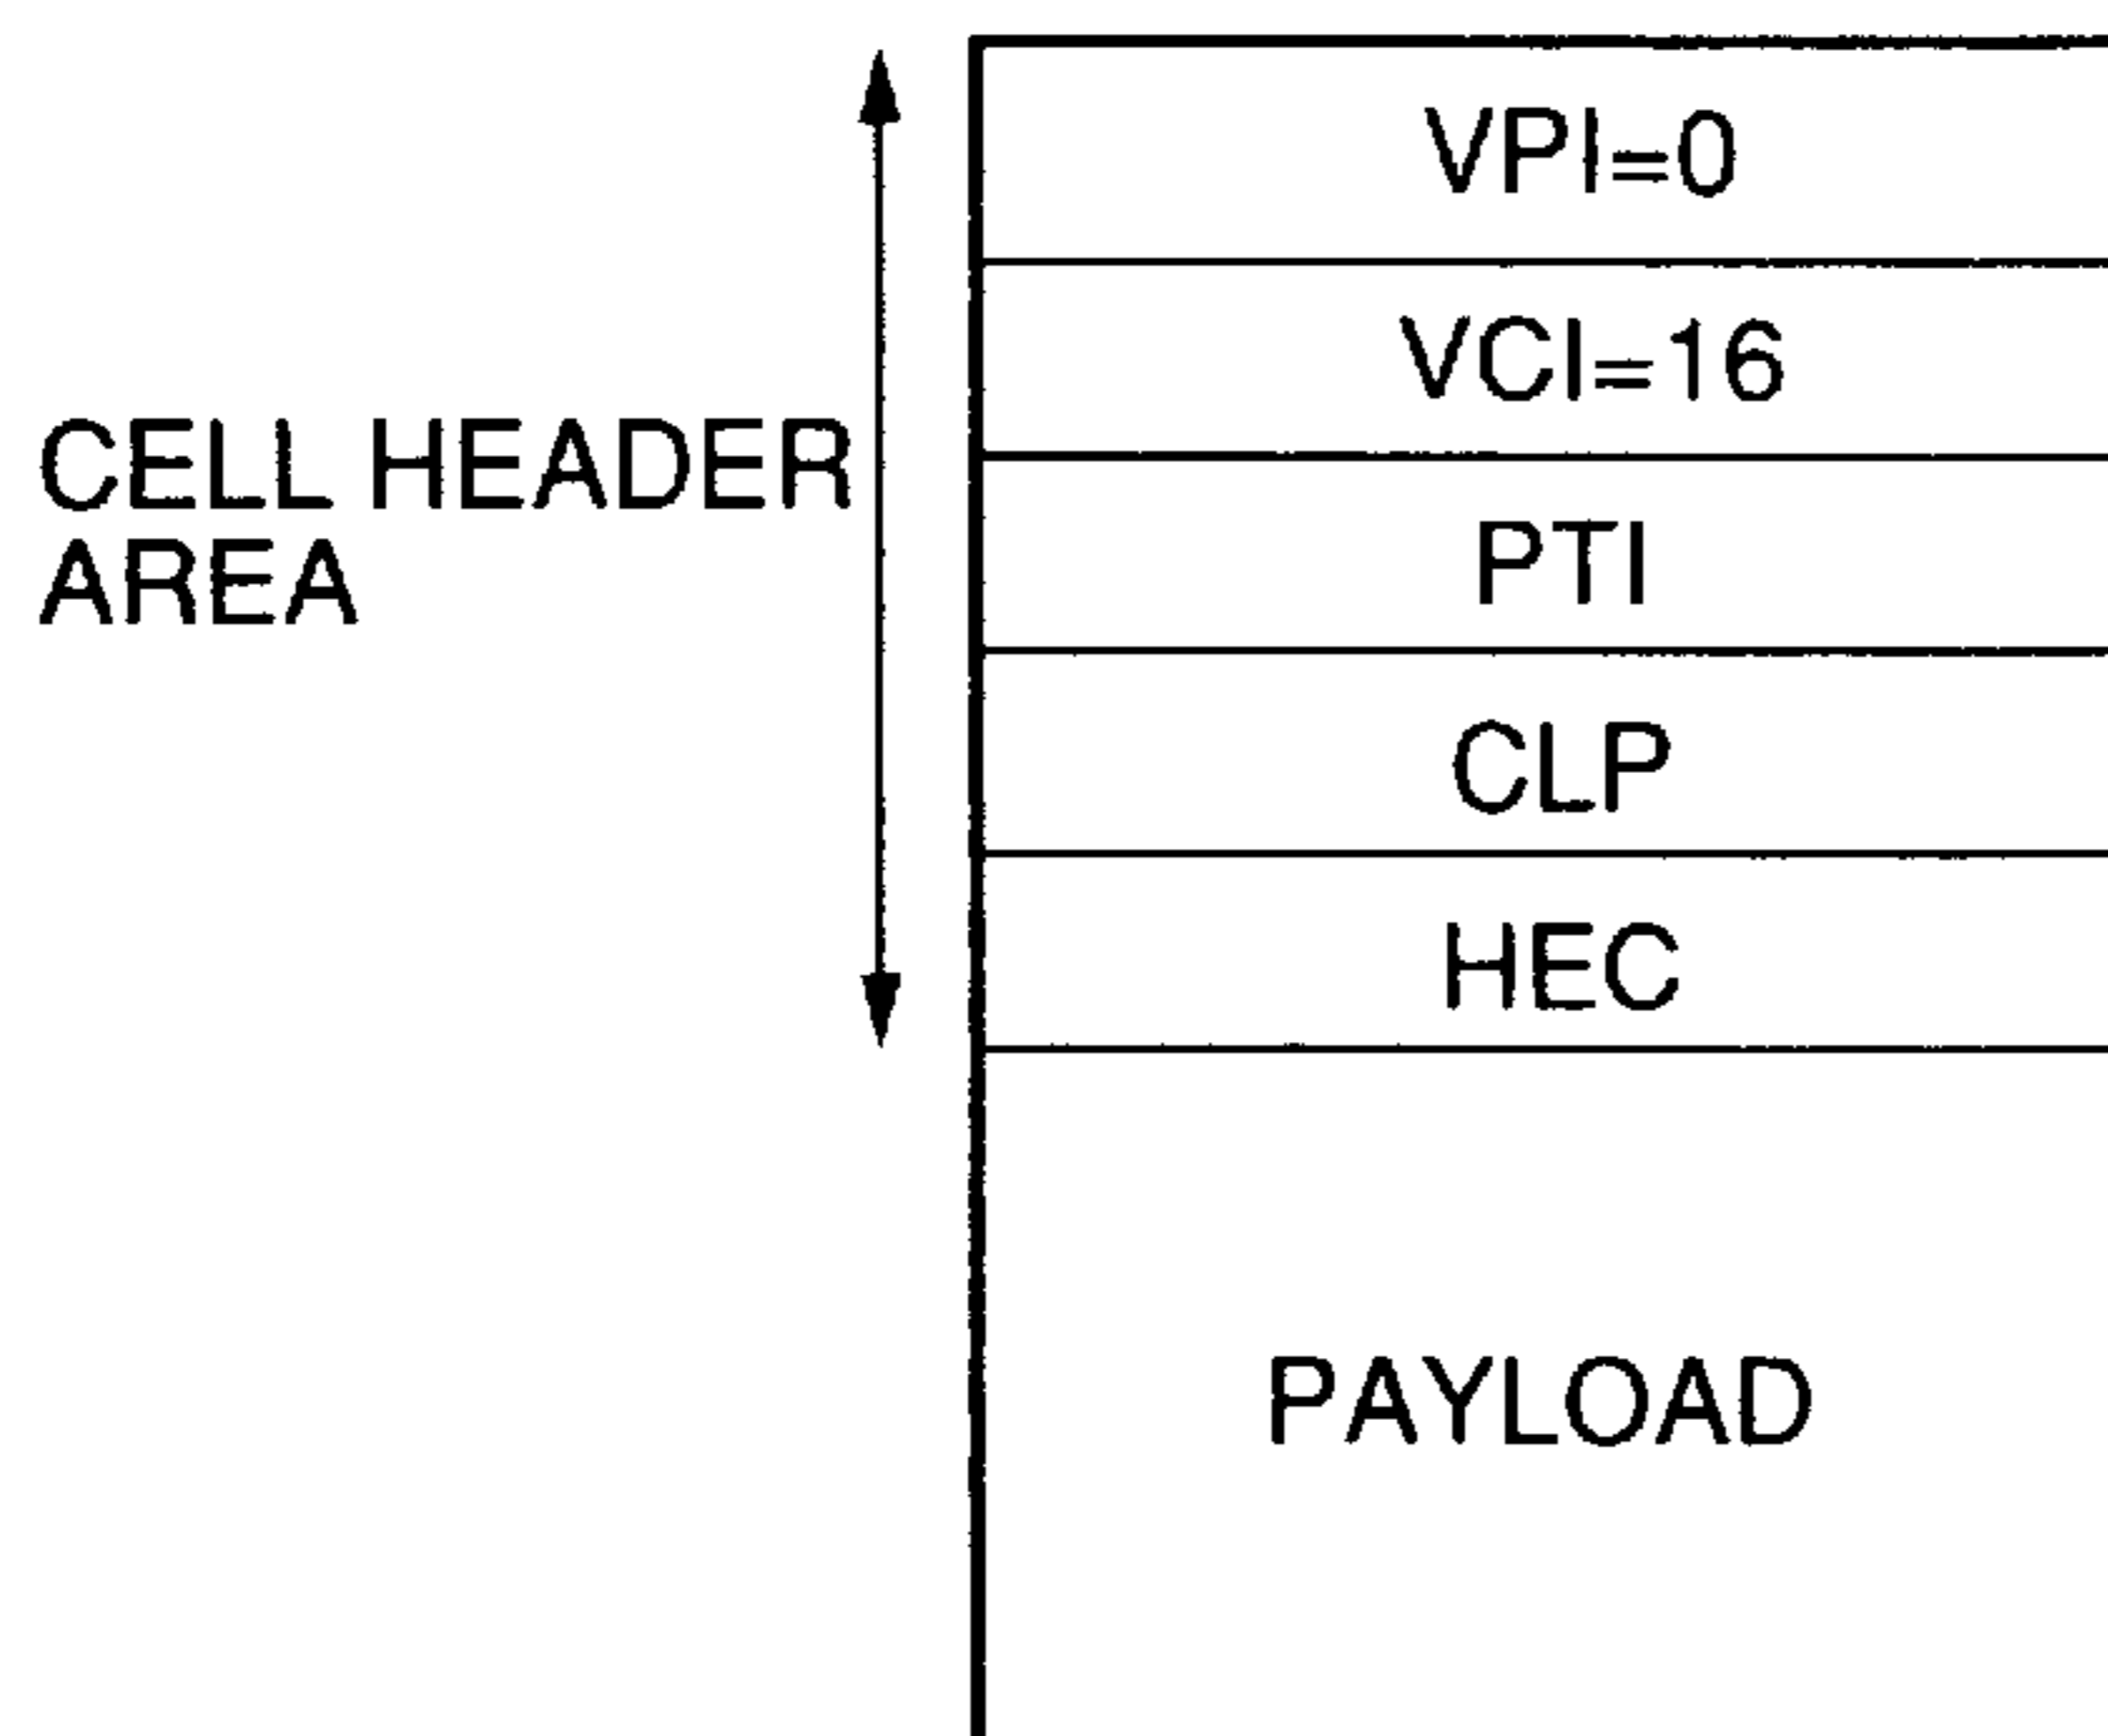 VPI=0
VCI=16
CELL HEADER
AREA
PTI
CLP
HEC
PAYLOAD